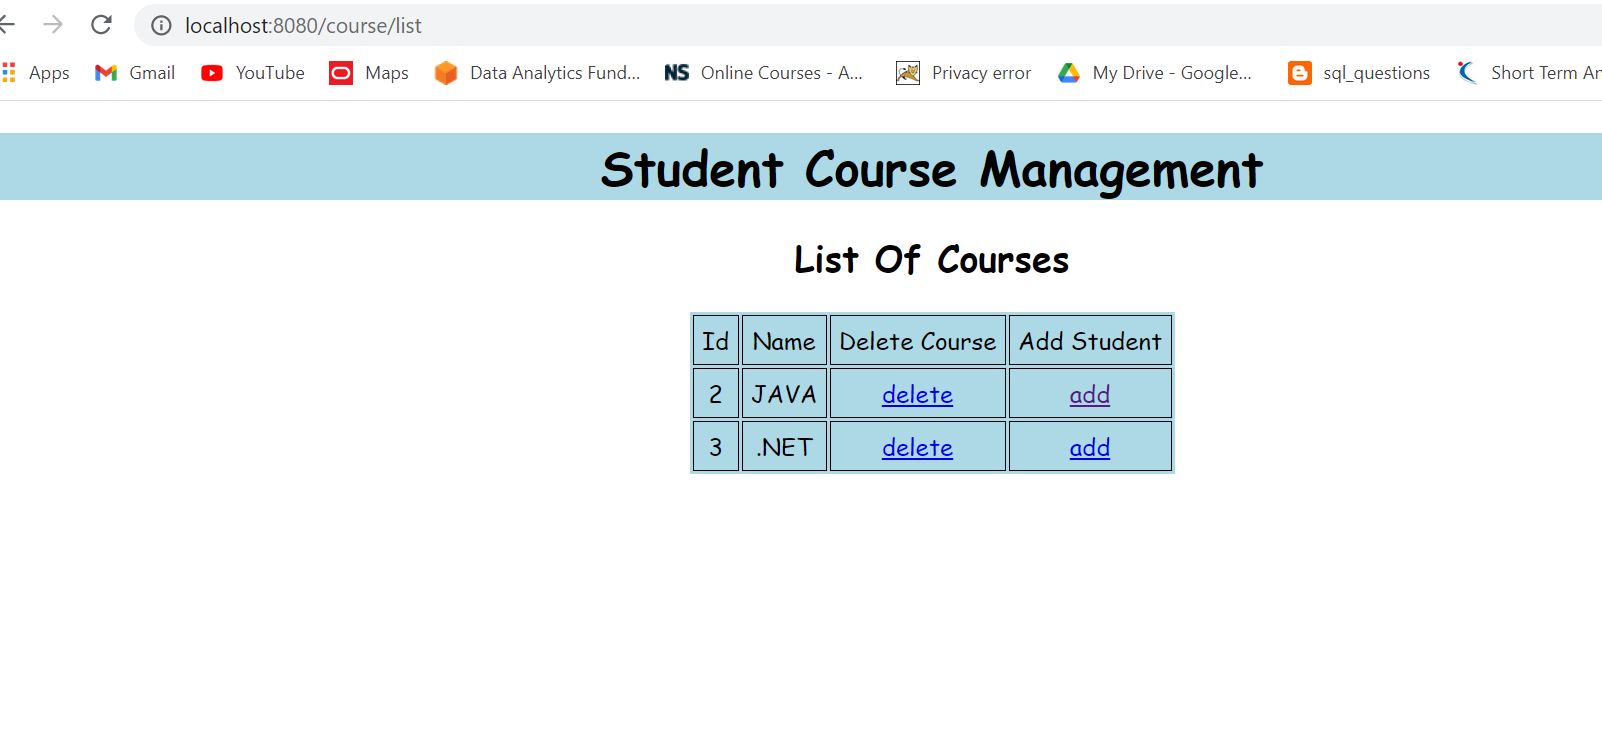 localhost:8080/course/list
Apps Gmail YouTube Maps Data Analytics Fund... NS Online Courses - A... Privacy error My Drive - Google... sql_questions Short Term An
Student Course Management
List Of Courses
Id Name Delete Course Add Student
2 JAVA delete add
3 .NET delete add